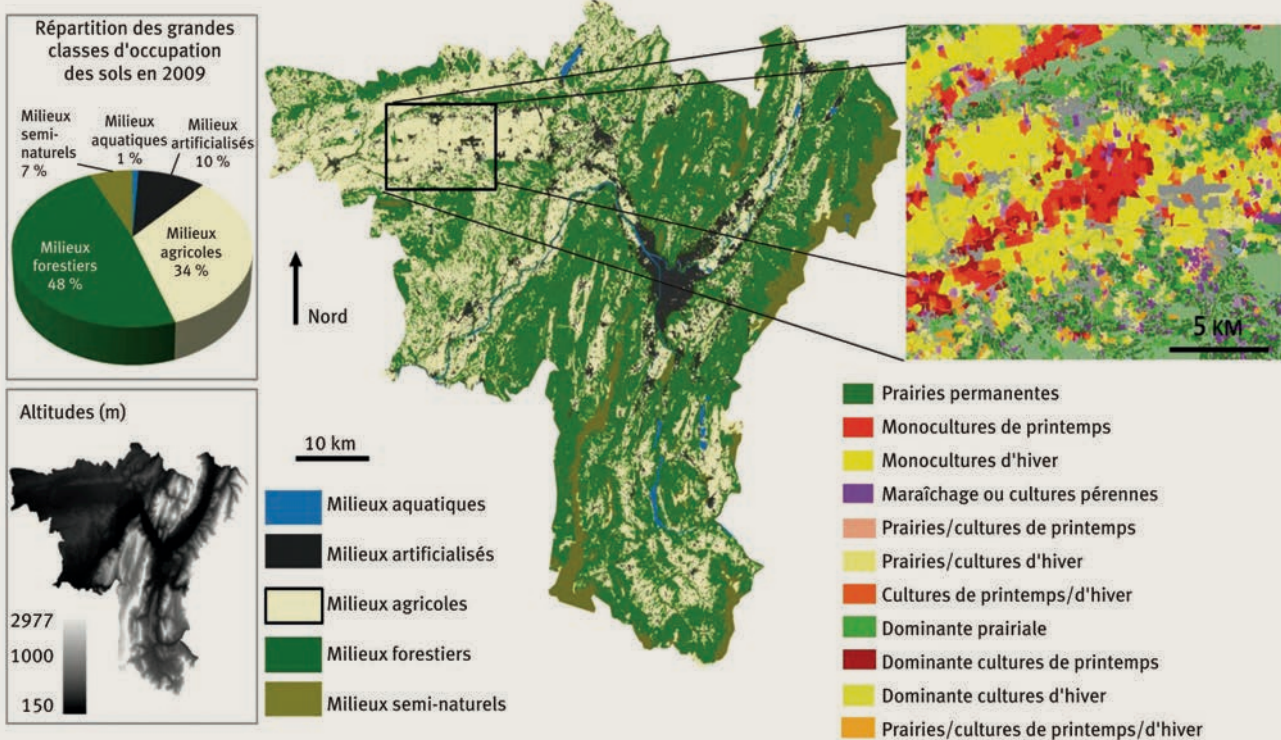 Répartition des grandes
classes d'occupation
des sols en 2009
Milieux
semi-
naturels
7 %
Milieux
aquatiques
1 %
Milieux
artificialisés
10 %
Milieux
forestiers
48 %
Milieux
agricoles
34 %
Altitudes (m)
2977
1000
150
Nord
10 km
Milieux aquatiques
Milieux artificialisés
Milieux agricoles
Milieux forestiers
Milieux semi-naturels
5 KM
Prairies permanentes
Monocultures de printemps
Monocultures d'hiver
Maraîchage ou cultures pérennes
Prairies/cultures de printemps
Prairies/cultures d'hiver
Cultures de printemps/d'hiver
Dominante prairiale
Dominante cultures de printemps
Dominante cultures d'hiver
Prairies/cultures de printemps/d'hiver